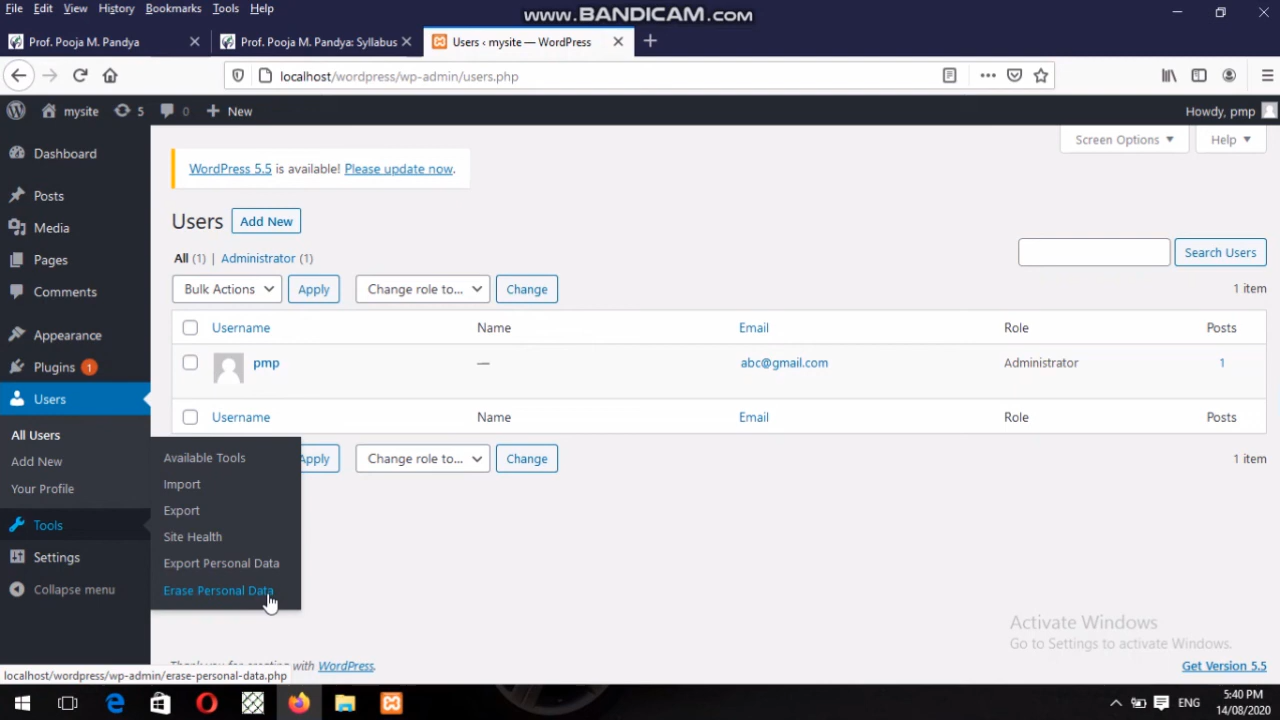 File Edit View History Bookmarks Tools Help
www.BANDICAM.com
Prof. Pooja M. Pandya
Prof. Pooja M. Pandya: Syllabus
Users ‹ mysite — WordPress
localhost/wordpress/wp-admin/users.php
mysite 5 0 + New
Howdy, pmp
Screen Options
Help
Dashboard
Posts
Media
Pages
Comments
Appearance
Plugins 1
Users
All Users
Add New
Your Profile
Tools
Settings
Collapse menu
WordPress 5.5 is available! Please update now.
Users Add New
All (1) | Administrator (1)
Search Users
Bulk Actions Apply Change role to... Change
1 item
Username Name Email Role Posts
pmp — abc@gmail.com Administrator 1
Username Name Email Role Posts
Apply Change role to... Change
1 item
Available Tools
Import
Export
Site Health
Export Personal Data
Erase Personal Data
Activate Windows
Go to Settings to activate Windows.
with WordPress.
Get Version 5.5
localhost/wordpress/wp-admin/erase-personal-data.php
ENG
5:40 PM
14/08/2020